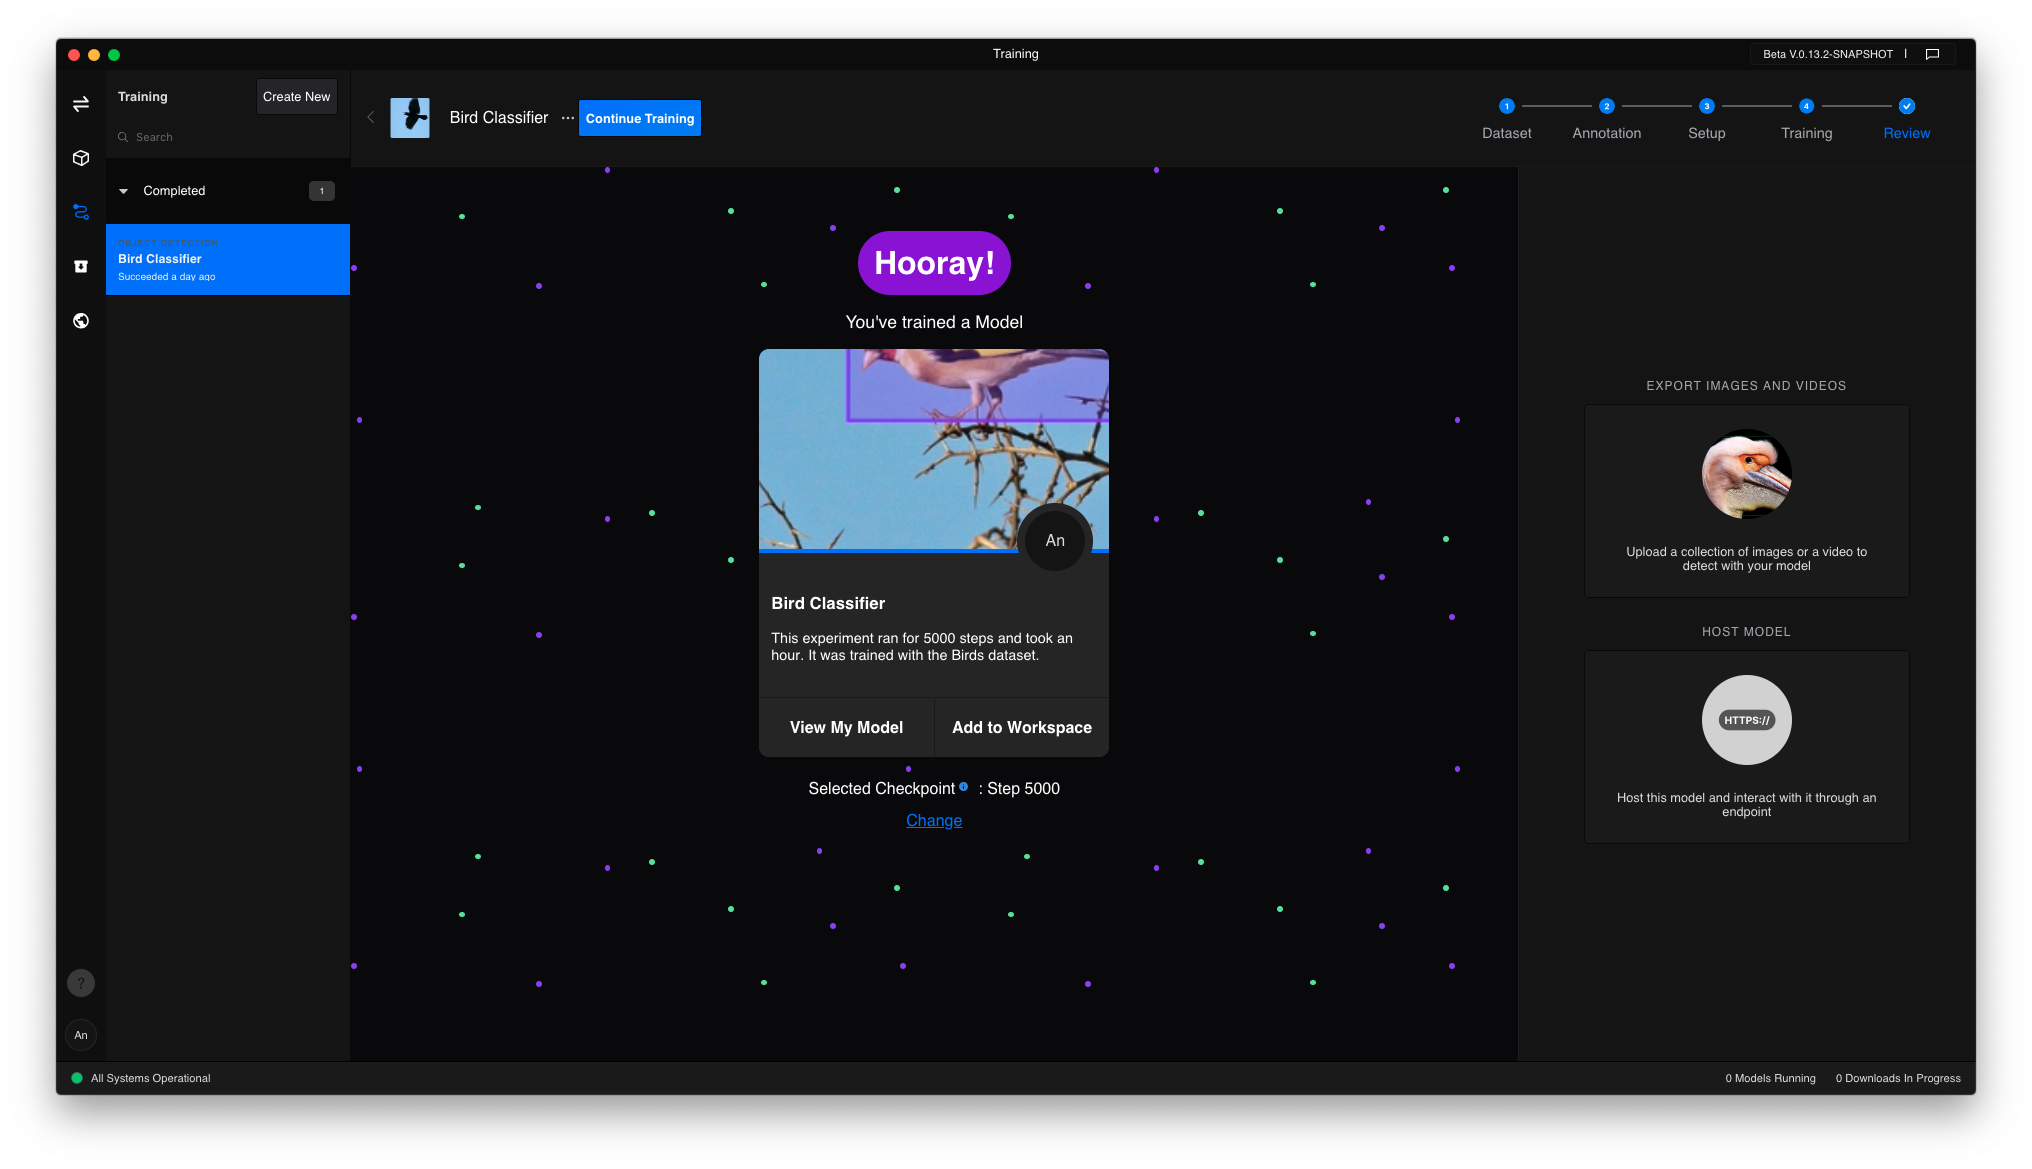 Training
Beta V.0.13.2-SNAPSHOT
Training
Create New
Search
Completed
1
OBJECT DETECTION
Bird Classifier
Succeeded a day ago
Bird Classifier
Continue Training
1
2
3
4
Dataset
Annotation
Setup
Training
Review
Hooray!
You've trained a Model
An
Bird Classifier
This experiment ran for 5000 steps and took an
hour. It was trained with the Birds dataset.
View My Model
Add to Workspace
Selected Checkpoint : Step 5000
Change
EXPORT IMAGES AND VIDEOS
Upload a collection of images or a video to
detect with your model
HOST MODEL
HTTPS://
Host this model and interact with it through an
endpoint
?
An
All Systems Operational
0 Models Running
0 Downloads In Progress